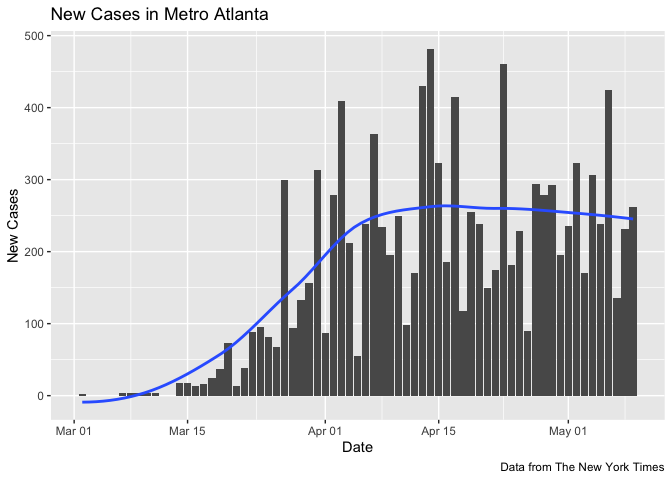 New Cases in Metro Atlanta
500
400
300
200
100
0
New Cases
Mar 01 Mar 15 Apr 01 Apr 15 May 01
Date
Data from The New York Times